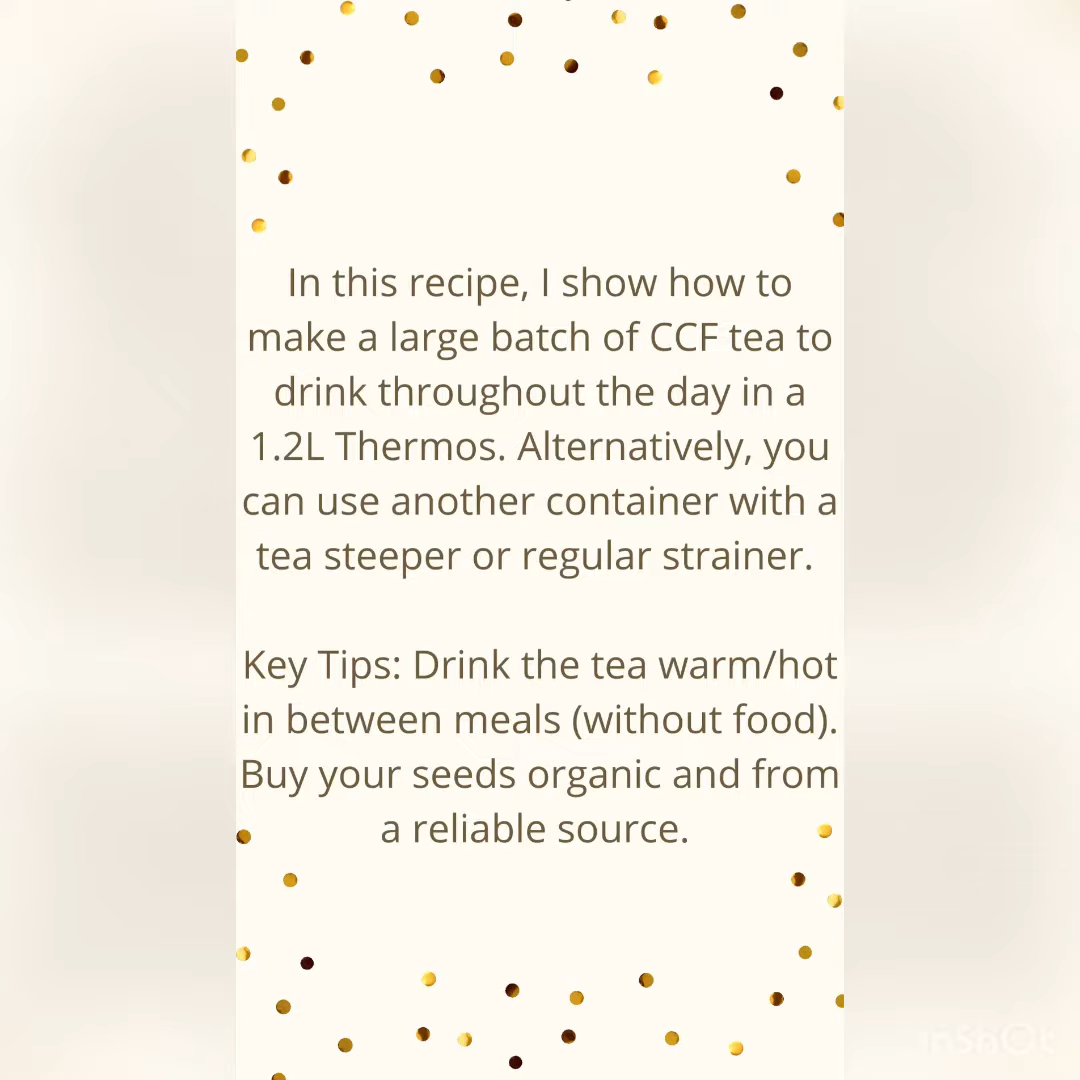 In this recipe, I show how to
make a large batch of CCF tea to
drink throughout the day in a
1.2L Thermos. Alternatively, you
can use another container with a
tea steeper or regular strainer.
Key Tips: Drink the tea warm/hot
in between meals (without food).
Buy your seeds organic and from
a reliable source.
InShOt